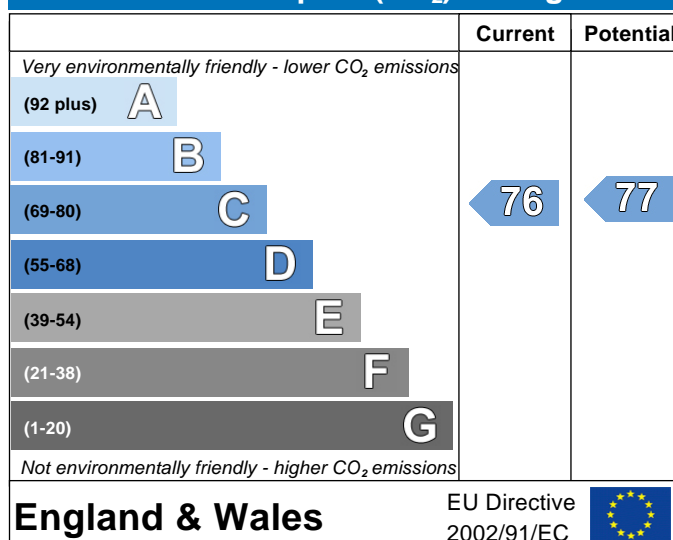 Current Potential
Very environmentally friendly - lower CO₂ emissions
(92 plus) A
(81-91) B
(69-80) C 76 77
(55-68) D
(39-54) E
(21-38) F
(1-20) G
Not environmentally friendly - higher CO₂ emissions
England & Wales
EU Directive
2002/91/EC